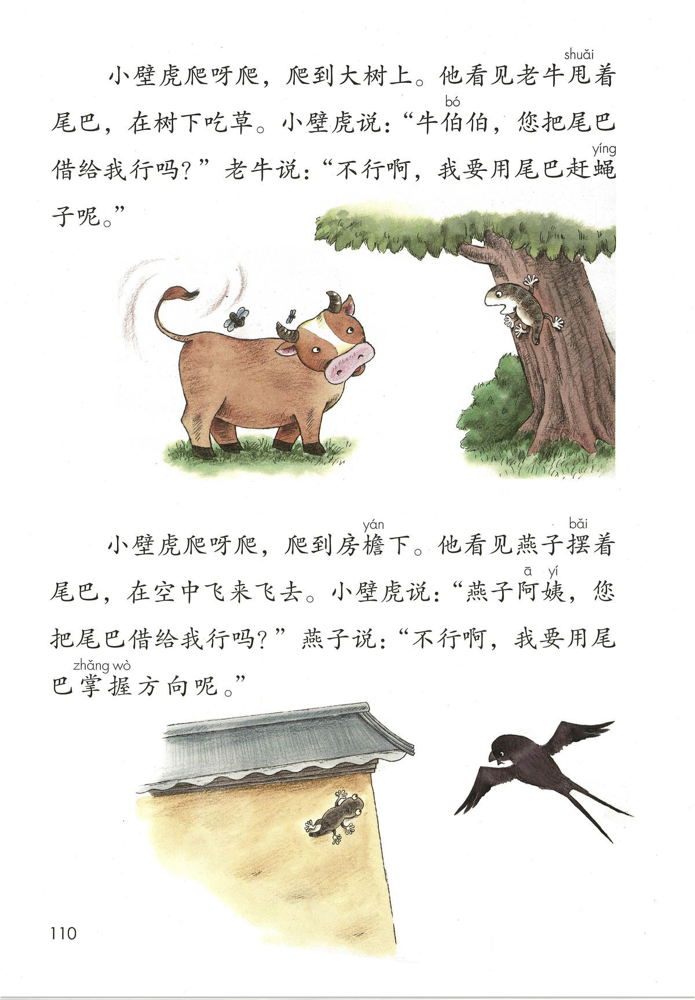 shuǎi
小壁虎爬呀爬，爬到大树上。他看见老牛甩着
bó
尾巴，在树下吃草。小壁虎说：“牛伯伯，您把尾巴
yíng
借给我行吗？”老牛说：“不行啊，我要用尾巴赶蝇
子呢。”
yán bǎi
小壁虎爬呀爬，爬到房檐下。他看见燕子摆着
ā yí
尾巴，在空中飞来飞去。小壁虎说：“燕子阿姨，您
把尾巴借给我行吗？”燕子说：“不行啊，我要用尾
zhǎng wò
巴掌握方向呢。”
110